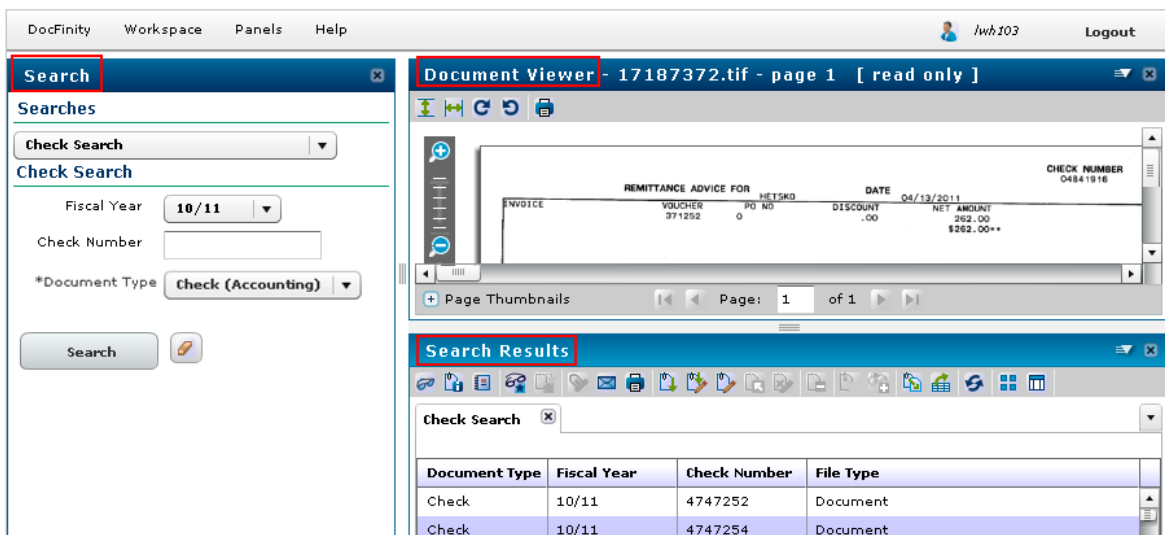 DocFinity Workspace Panels Help lwh103 Logout
Search
Searches
Check Search
Check Search
Fiscal Year 10/11
Check Number
*Document Type Check (Accounting)
Search
Document Viewer - 17187372.tif - page 1 [ read only ]
CHECK NUMBER
04841916
REMITTANCE ADVICE FOR HETSKO DATE 04/13/2011
INVOICE VOUCHER PO NO DISCOUNT NET AMOUNT
371252 0 .00 262.00
$262.00**
Page Thumbnails Page: 1 of 1
Search Results
Check Search
Document Type Fiscal Year Check Number File Type
Check 10/11 4747252 Document
Check 10/11 4747254 Document